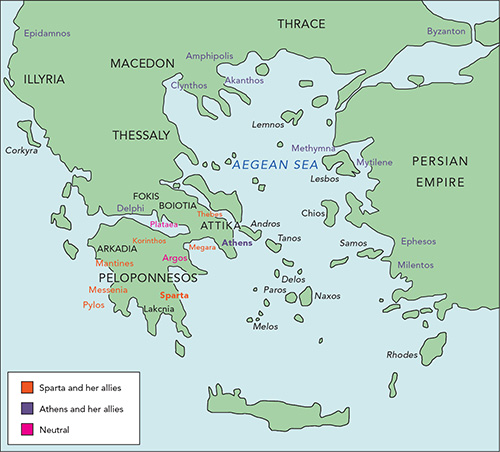 THRACE
Epidamnos
Byzanton
Amphipolis
MACEDON
ILLYRIA
Clynthos
Akanthos
Lemnos
THESSALY
Corkyra
Methymna
AEGEAN SEA
Mytilene
PERSIAN
EMPIRE
Lesbos
FOKIS
BOIOTIA
Delphi
Thebes
Chios
Plataea
ATTIKA
Andros
Korinthos
Megara
Athens
Tanos
Samos
Ephesos
ARKADIA
Argos
Mantines
Milentos
PELOPONNESOS
Delos
Messenia
Sparta
Paros
Naxos
Pylos
Lakcnia
Melos
Rhodes
Sparta and her allies
Athens and her allies
Neutral